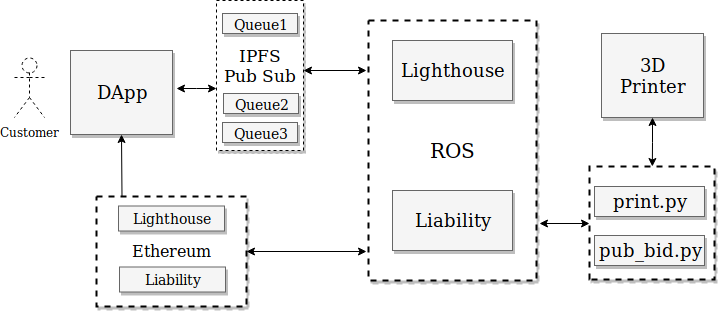 Customer
DApp
Queue1
IPFS
Pub Sub
Queue2
Queue3
Lighthouse
Ethereum
Liability
Lighthouse
ROS
Liability
3D
Printer
print.py
pub_bid.py